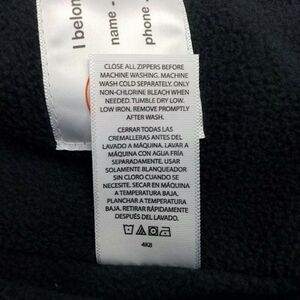 I belon
name -
phone -
CLOSE ALL ZIPPERS BEFORE
MACHINE WASHING. MACHINE
WASH COLD SEPARATELY. ONLY
NON-CHLORINE BLEACH WHEN
NEEDED. TUMBLE DRY LOW.
LOW IRON. REMOVE PROMPTLY
AFTER WASH.
CERRAR TODAS LAS
CREMALLERAS ANTES DEL
LAVADO A MÁQUINA. LAVAR A
MÁQUINA CON AGUA FRÍA
SEPARADAMENTE. USAR
SOLAMENTE BLANQUEADOR
SIN CLORO CUANDO SE
NECESITE. SECAR EN MÁQUINA
A TEMPERATURA BAJA.
PLANCHAR A TEMPERATURA
BAJA. RETIRAR RÁPIDAMENTE
DESPUÉS DEL LAVADO.